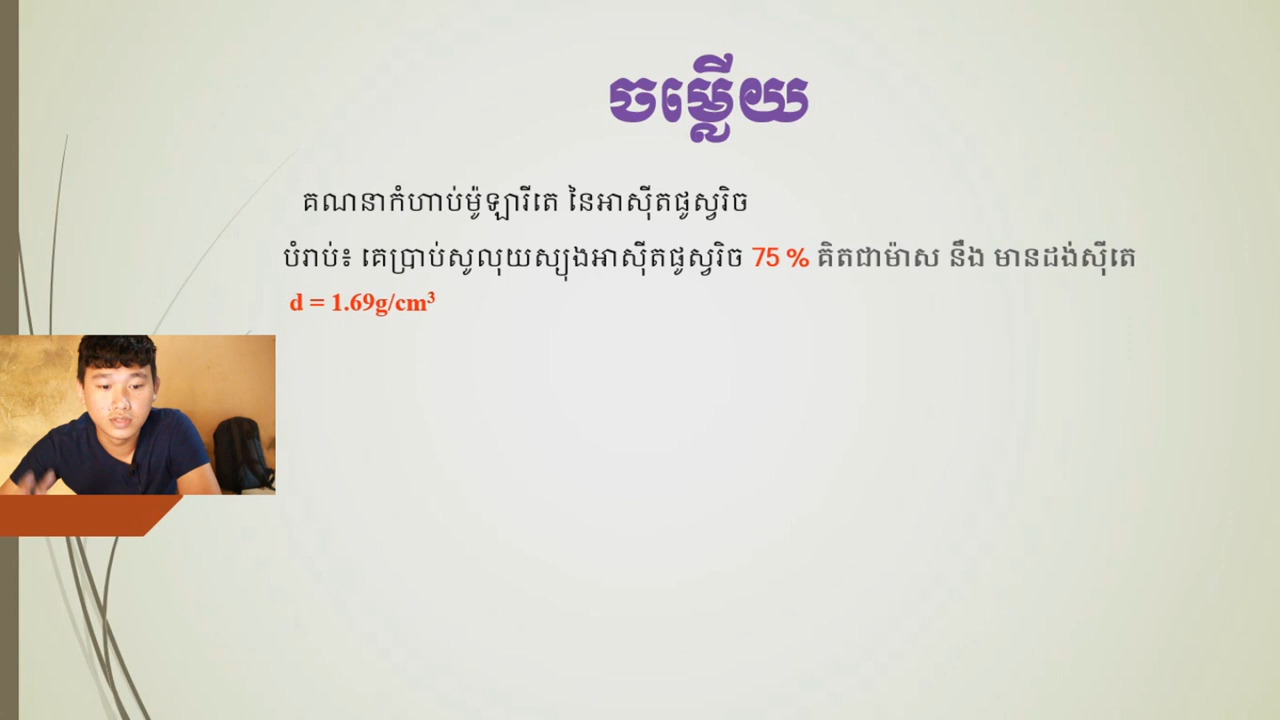 ចម្លើយ
គណនាកំហាប់ម៉ូឡារីតេ នៃអាស៊ីតផូស្វរិច
បំរាប់៖ គេប្រាប់សូលុយស្យុងអាស៊ីតផូស្វរិច 75 % គិតជាម៉ាស នឹង មានដង់ស៊ីតេ
d = 1.69g/cm³